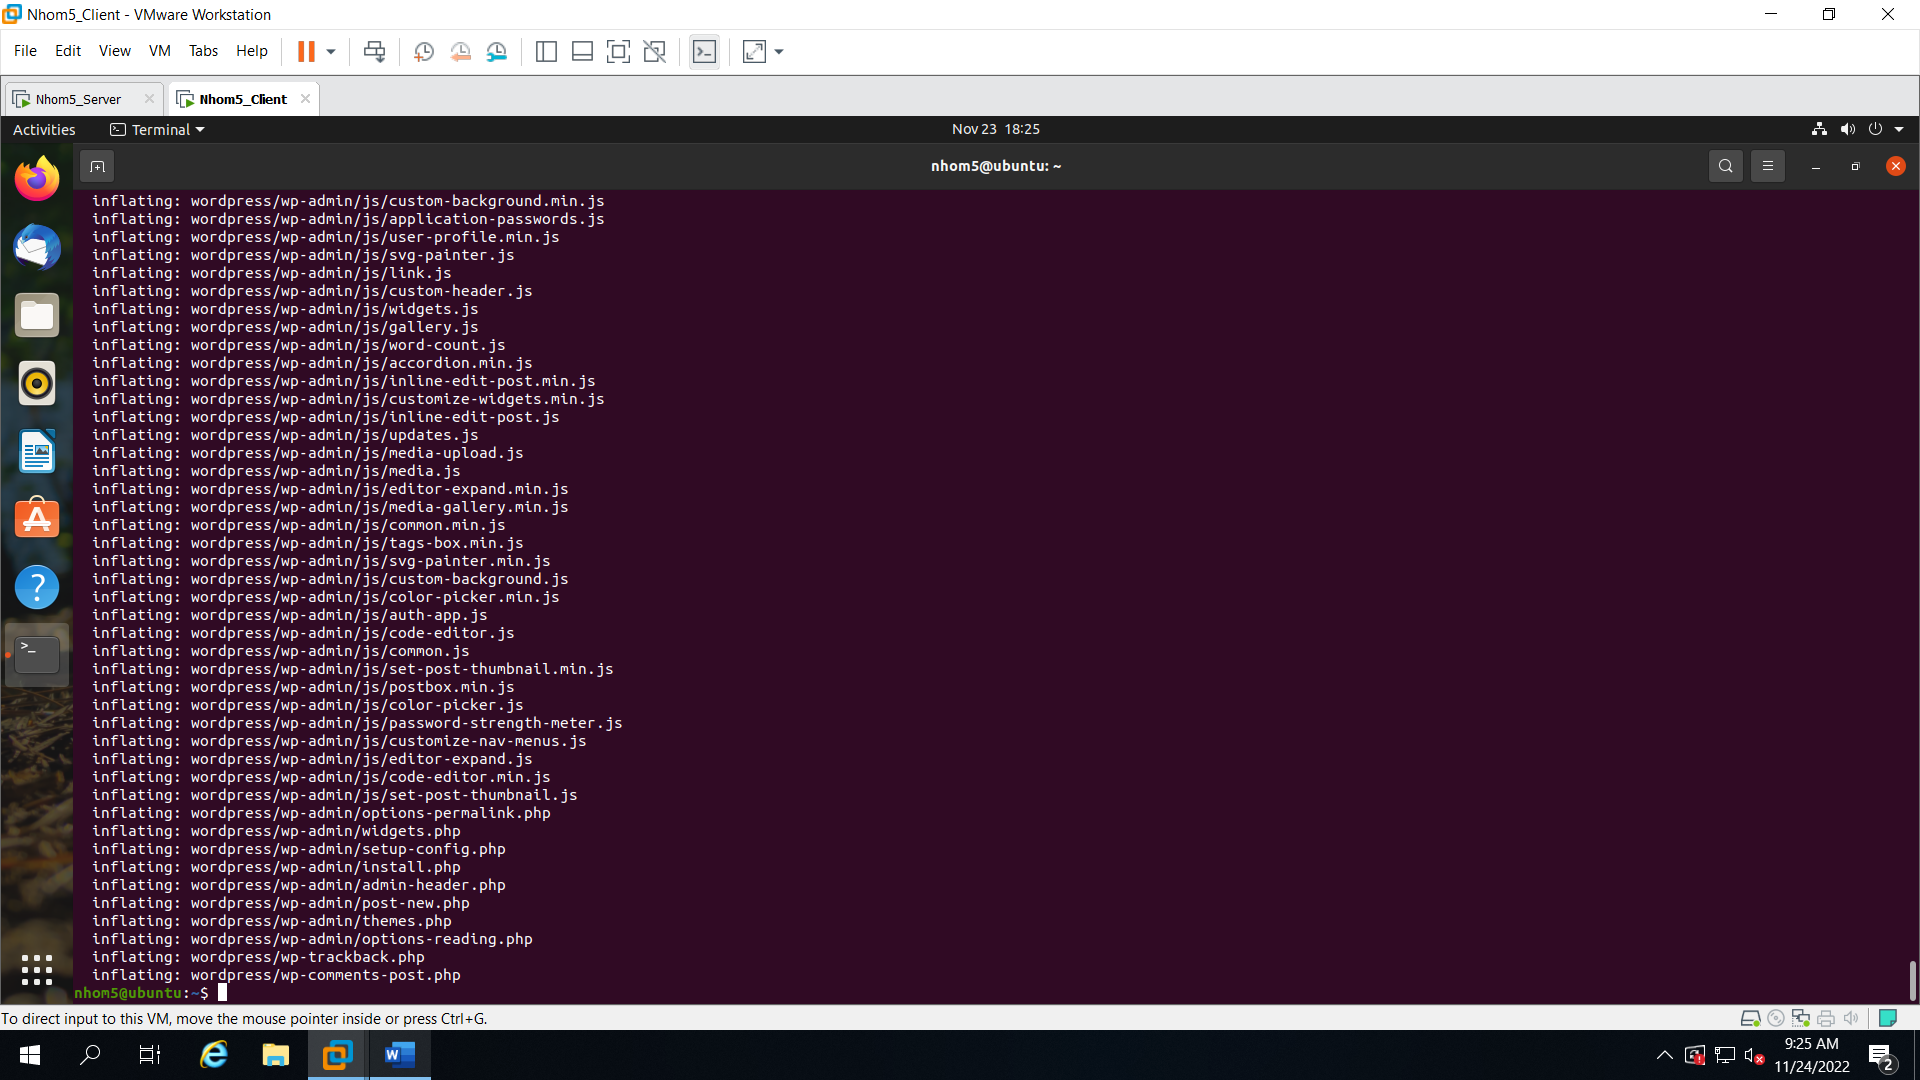 Nhom5_Client - VMware Workstation
File Edit View VM Tabs Help
Nhom5_Server
Nhom5_Client
Activities Terminal Nov 23 18:25
nhom5@ubuntu: ~
inflating: wordpress/wp-admin/js/custom-background.min.js
inflating: wordpress/wp-admin/js/application-passwords.js
inflating: wordpress/wp-admin/js/user-profile.min.js
inflating: wordpress/wp-admin/js/svg-painter.js
inflating: wordpress/wp-admin/js/link.js
inflating: wordpress/wp-admin/js/custom-header.js
inflating: wordpress/wp-admin/js/widgets.js
inflating: wordpress/wp-admin/js/gallery.js
inflating: wordpress/wp-admin/js/word-count.js
inflating: wordpress/wp-admin/js/accordion.min.js
inflating: wordpress/wp-admin/js/inline-edit-post.min.js
inflating: wordpress/wp-admin/js/customize-widgets.min.js
inflating: wordpress/wp-admin/js/inline-edit-post.js
inflating: wordpress/wp-admin/js/updates.js
inflating: wordpress/wp-admin/js/media-upload.js
inflating: wordpress/wp-admin/js/media.js
inflating: wordpress/wp-admin/js/editor-expand.min.js
inflating: wordpress/wp-admin/js/media-gallery.min.js
inflating: wordpress/wp-admin/js/common.min.js
inflating: wordpress/wp-admin/js/tags-box.min.js
inflating: wordpress/wp-admin/js/svg-painter.min.js
inflating: wordpress/wp-admin/js/custom-background.js
inflating: wordpress/wp-admin/js/color-picker.min.js
inflating: wordpress/wp-admin/js/auth-app.js
inflating: wordpress/wp-admin/js/code-editor.js
inflating: wordpress/wp-admin/js/common.js
inflating: wordpress/wp-admin/js/set-post-thumbnail.min.js
inflating: wordpress/wp-admin/js/postbox.min.js
inflating: wordpress/wp-admin/js/color-picker.js
inflating: wordpress/wp-admin/js/password-strength-meter.js
inflating: wordpress/wp-admin/js/customize-nav-menus.js
inflating: wordpress/wp-admin/js/editor-expand.js
inflating: wordpress/wp-admin/js/code-editor.min.js
inflating: wordpress/wp-admin/js/set-post-thumbnail.js
inflating: wordpress/wp-admin/options-permalink.php
inflating: wordpress/wp-admin/widgets.php
inflating: wordpress/wp-admin/setup-config.php
inflating: wordpress/wp-admin/install.php
inflating: wordpress/wp-admin/admin-header.php
inflating: wordpress/wp-admin/post-new.php
inflating: wordpress/wp-admin/themes.php
inflating: wordpress/wp-admin/options-reading.php
inflating: wordpress/wp-trackback.php
inflating: wordpress/wp-comments-post.php
nhom5@ubuntu:~$
To direct input to this VM, move the mouse pointer inside or press Ctrl+G.
9:25 AM
11/24/2022
2